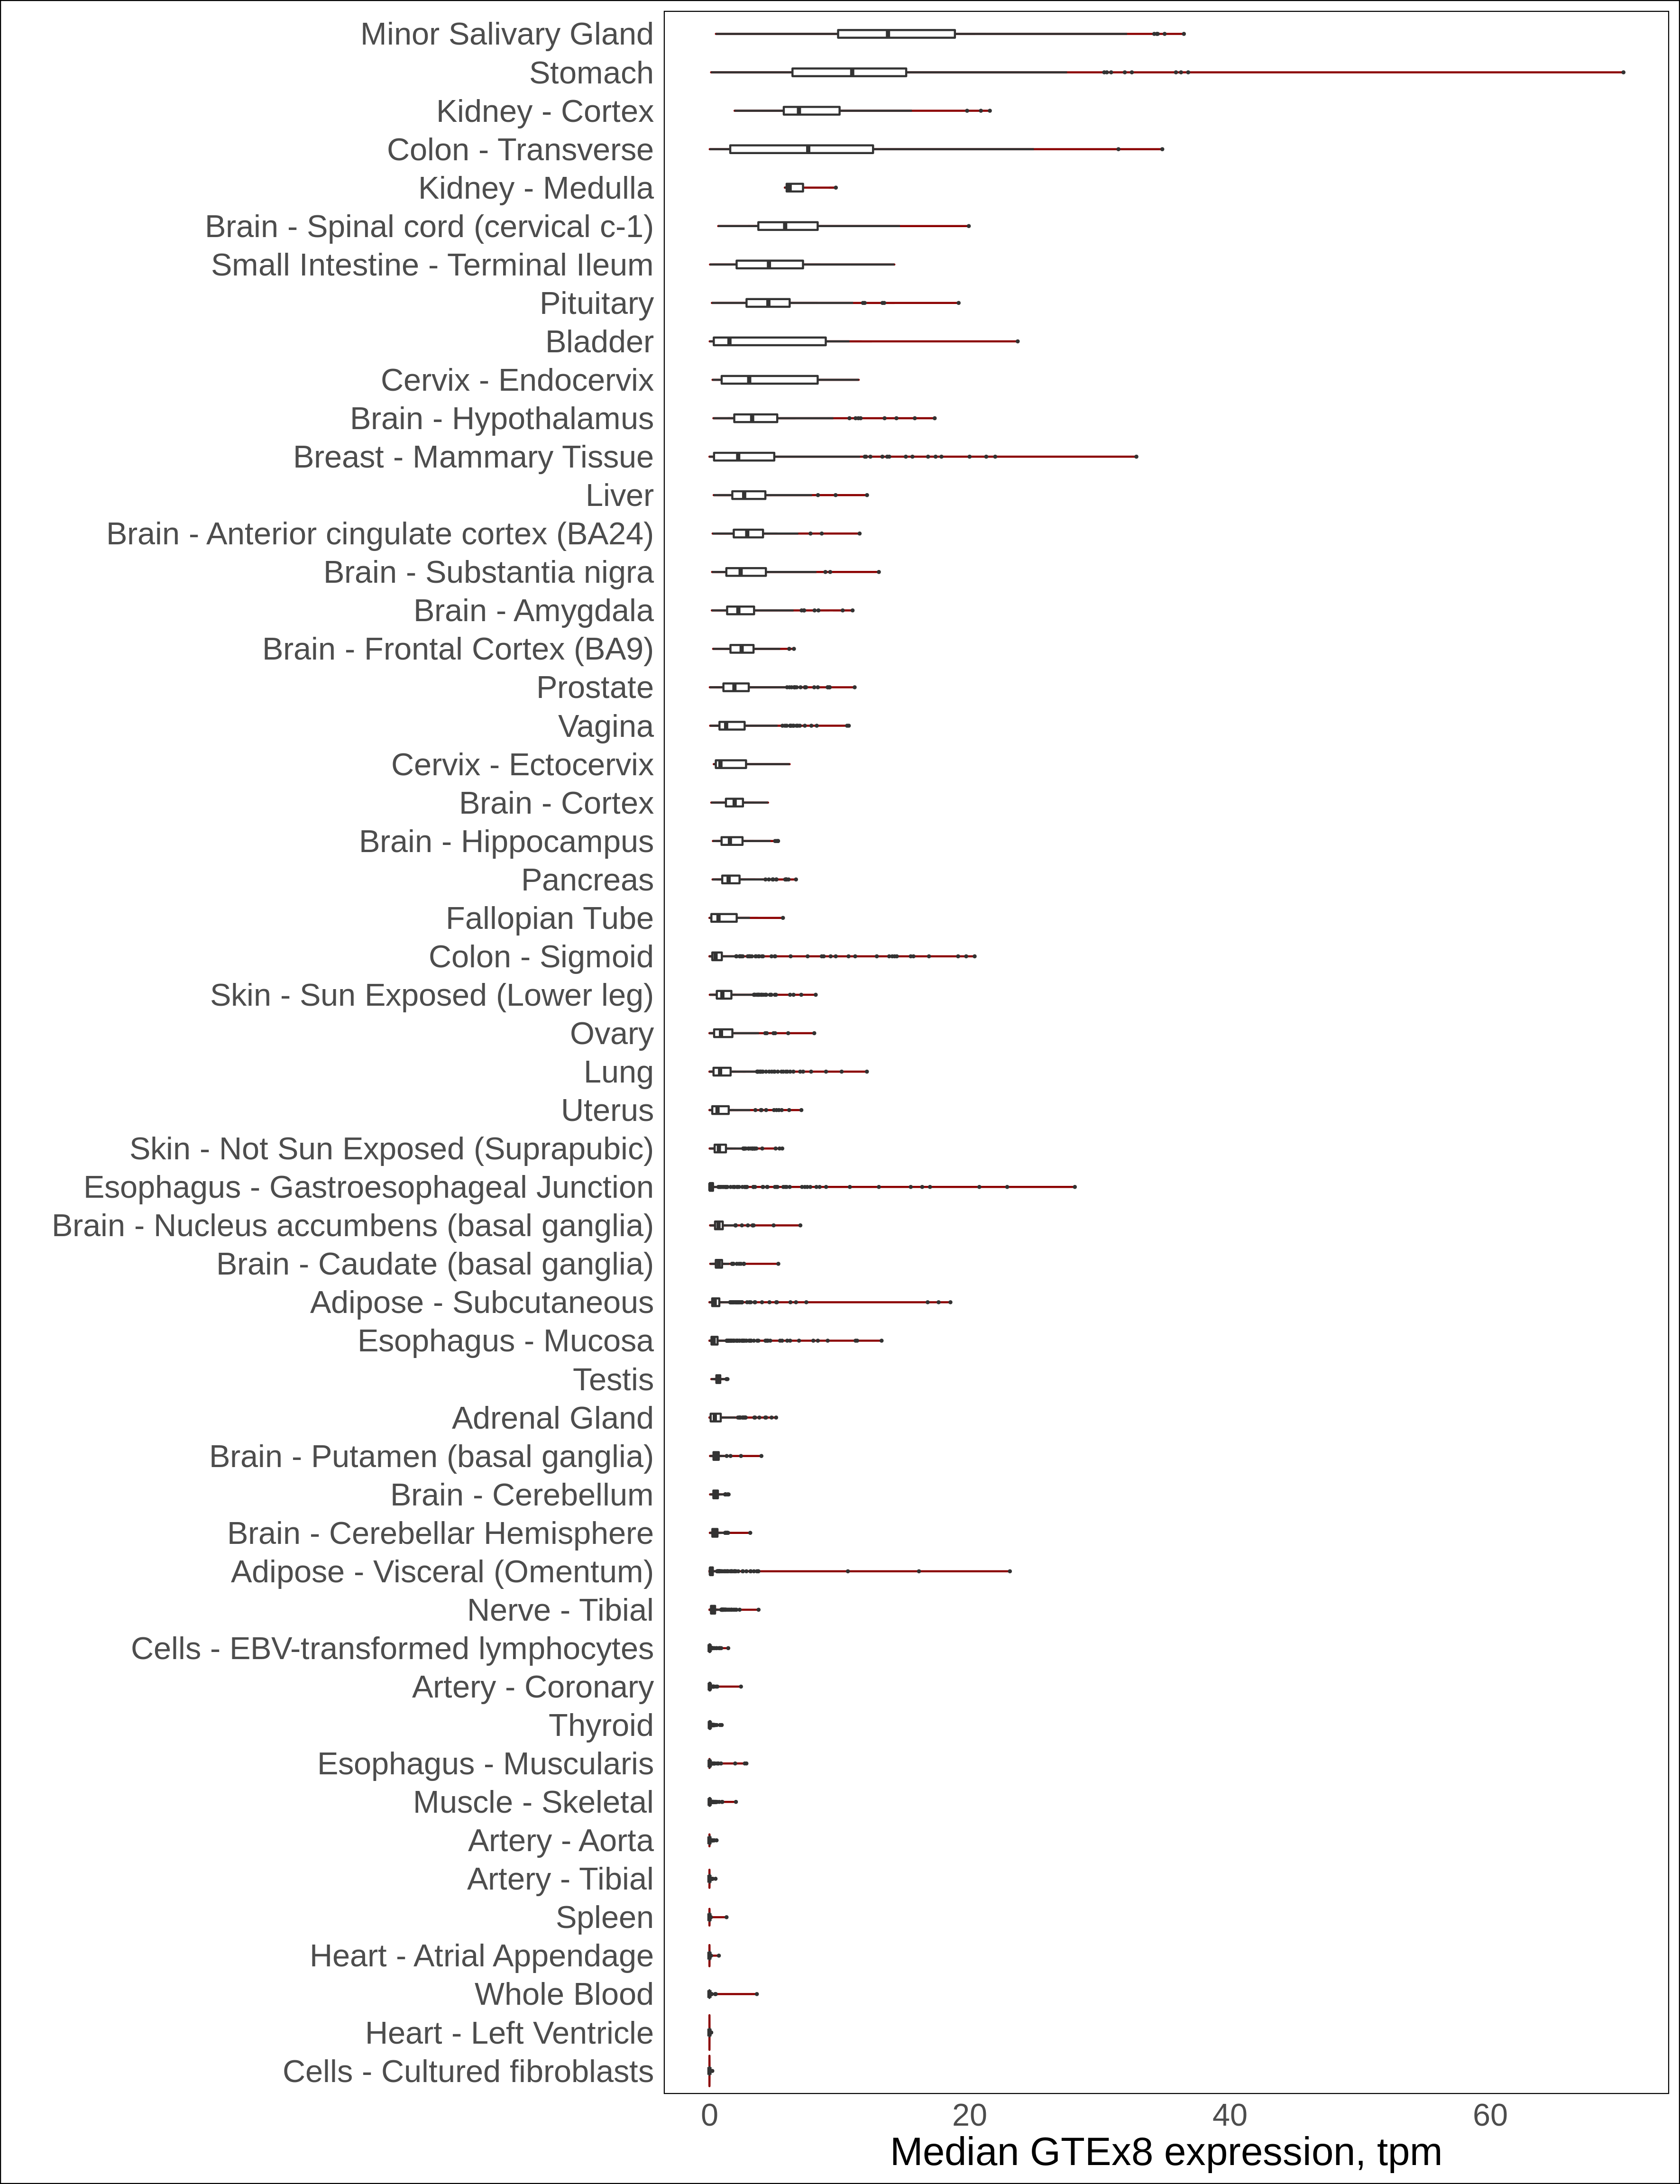 Minor Salivary Gland
Stomach
Kidney - Cortex
Colon - Transverse
Kidney - Medulla
Brain - Spinal cord (cervical c-1)
Small Intestine - Terminal Ileum
Pituitary
Bladder
Cervix - Endocervix
Brain - Hypothalamus
Breast - Mammary Tissue
Liver
Brain - Anterior cingulate cortex (BA24)
Brain - Substantia nigra
Brain - Amygdala
Brain - Frontal Cortex (BA9)
Prostate
Vagina
Cervix - Ectocervix
Brain - Cortex
Brain - Hippocampus
Pancreas
Fallopian Tube
Colon - Sigmoid
Skin - Sun Exposed (Lower leg)
Ovary
Lung
Uterus
Skin - Not Sun Exposed (Suprapubic)
Esophagus - Gastroesophageal Junction
Brain - Nucleus accumbens (basal ganglia)
Brain - Caudate (basal ganglia)
Adipose - Subcutaneous
Esophagus - Mucosa
Testis
Adrenal Gland
Brain - Putamen (basal ganglia)
Brain - Cerebellum
Brain - Cerebellar Hemisphere
Adipose - Visceral (Omentum)
Nerve - Tibial
Cells - EBV-transformed lymphocytes
Artery - Coronary
Thyroid
Esophagus - Muscularis
Muscle - Skeletal
Artery - Aorta
Artery - Tibial
Spleen
Heart - Atrial Appendage
Whole Blood
Heart - Left Ventricle
Cells - Cultured fibroblasts
0 20 40 60
Median GTEx8 expression, tpm